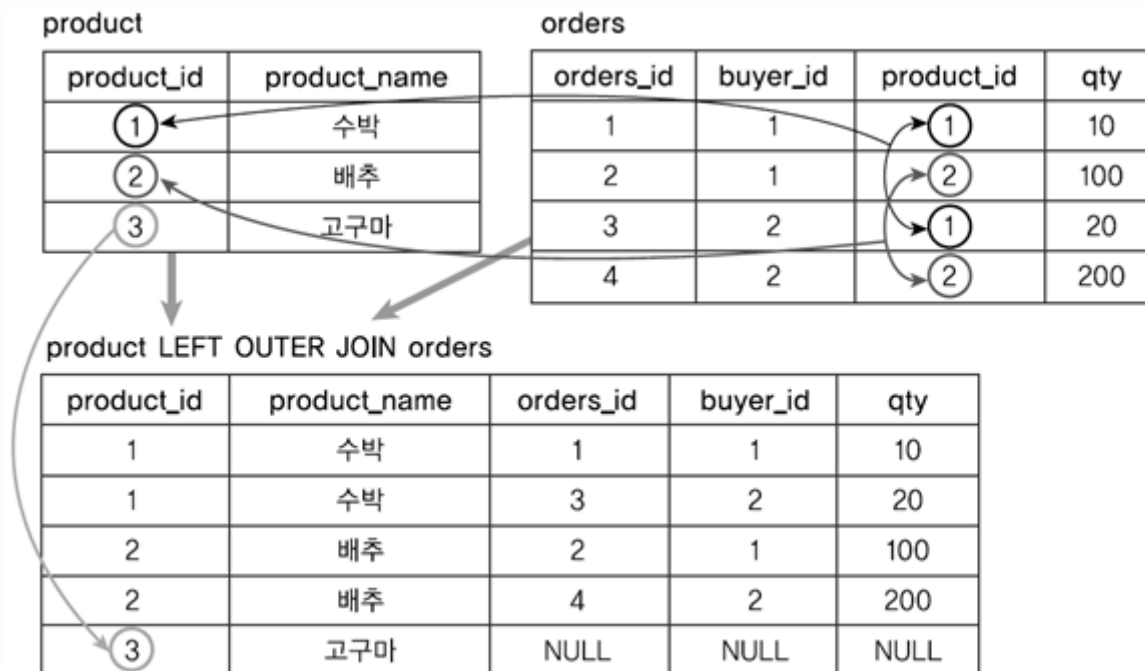 product
product_id product_name
1 수박
2 배추
3 고구마
orders
orders_id buyer_id product_id qty
1 1 1 10
2 1 2 100
3 2 1 20
4 2 2 200
product LEFT OUTER JOIN orders
product_id product_name orders_id buyer_id qty
1 수박 1 1 10
1 수박 3 2 20
2 배추 2 1 100
2 배추 4 2 200
3 고구마 NULL NULL NULL